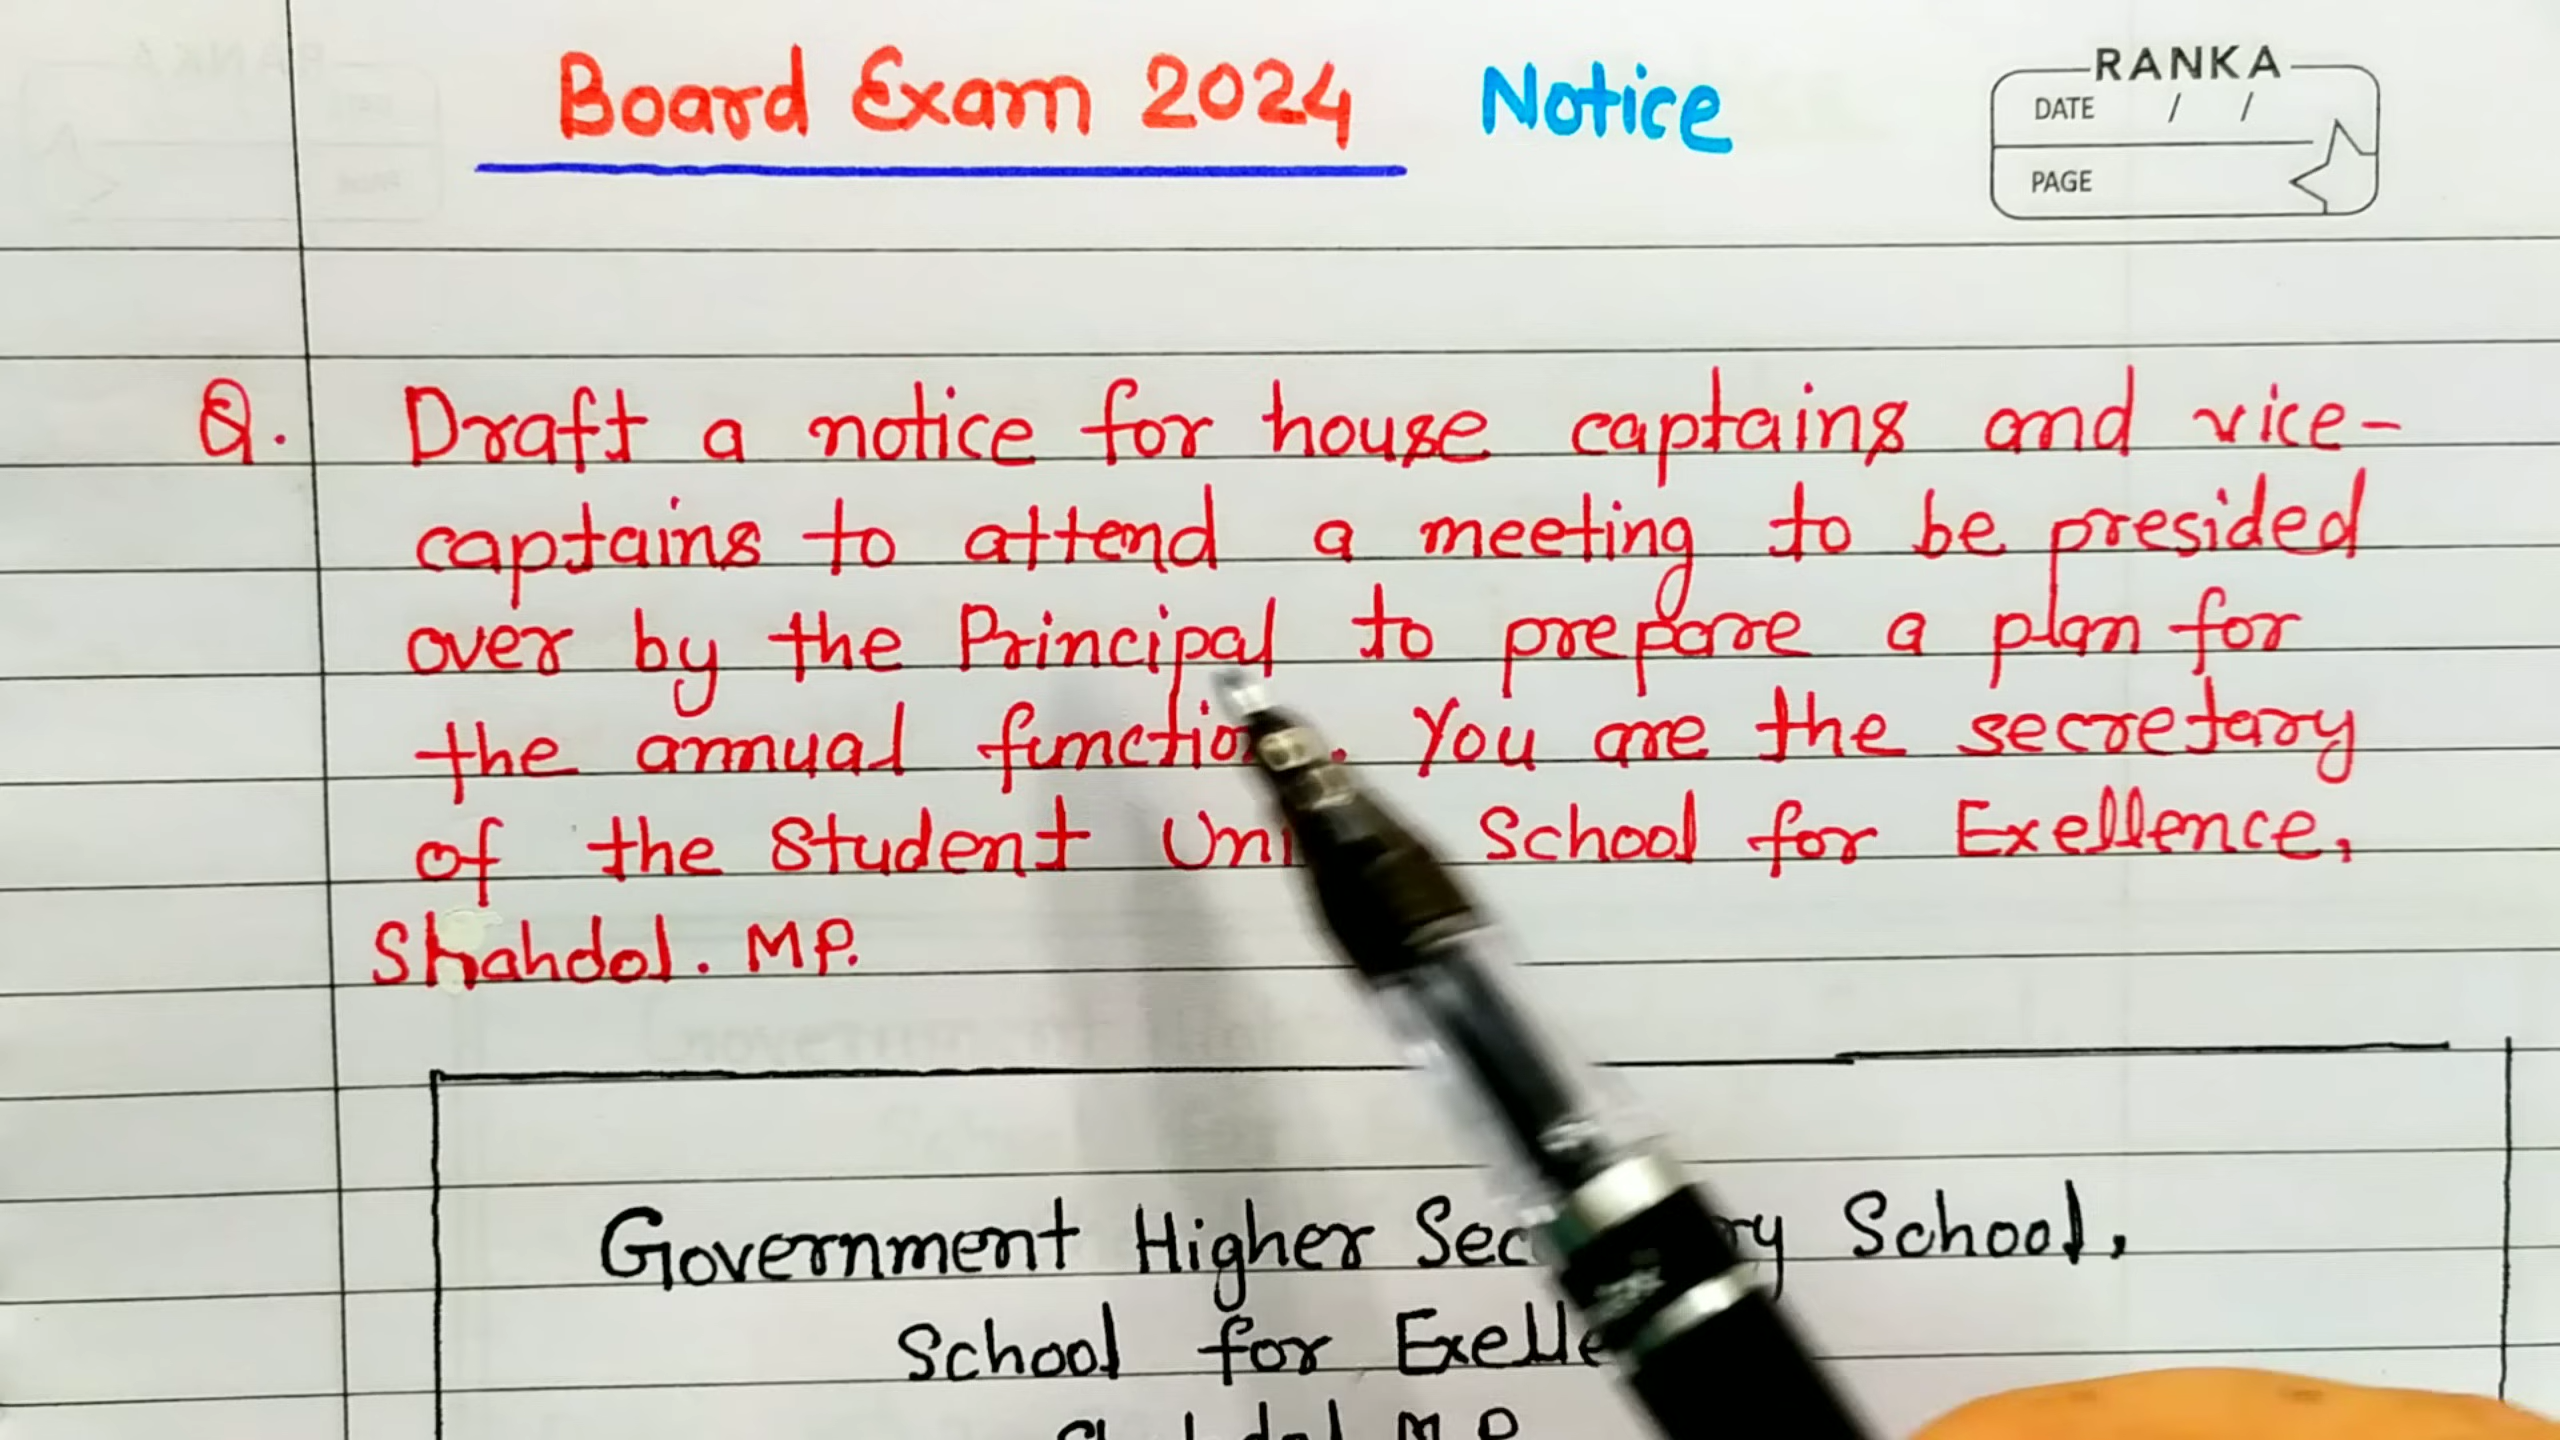 Board Exam 2024 Notice
RANKA
DATE / /
PAGE
Q. Draft a notice for house captains and vice-
captains to attend a meeting to be presided
over by the Principal to prepare a plan for
the annual function. You are the secretary
of the Student School for Exellence,
Shahdol. MP.
Government Higher School,
School for
M.P.